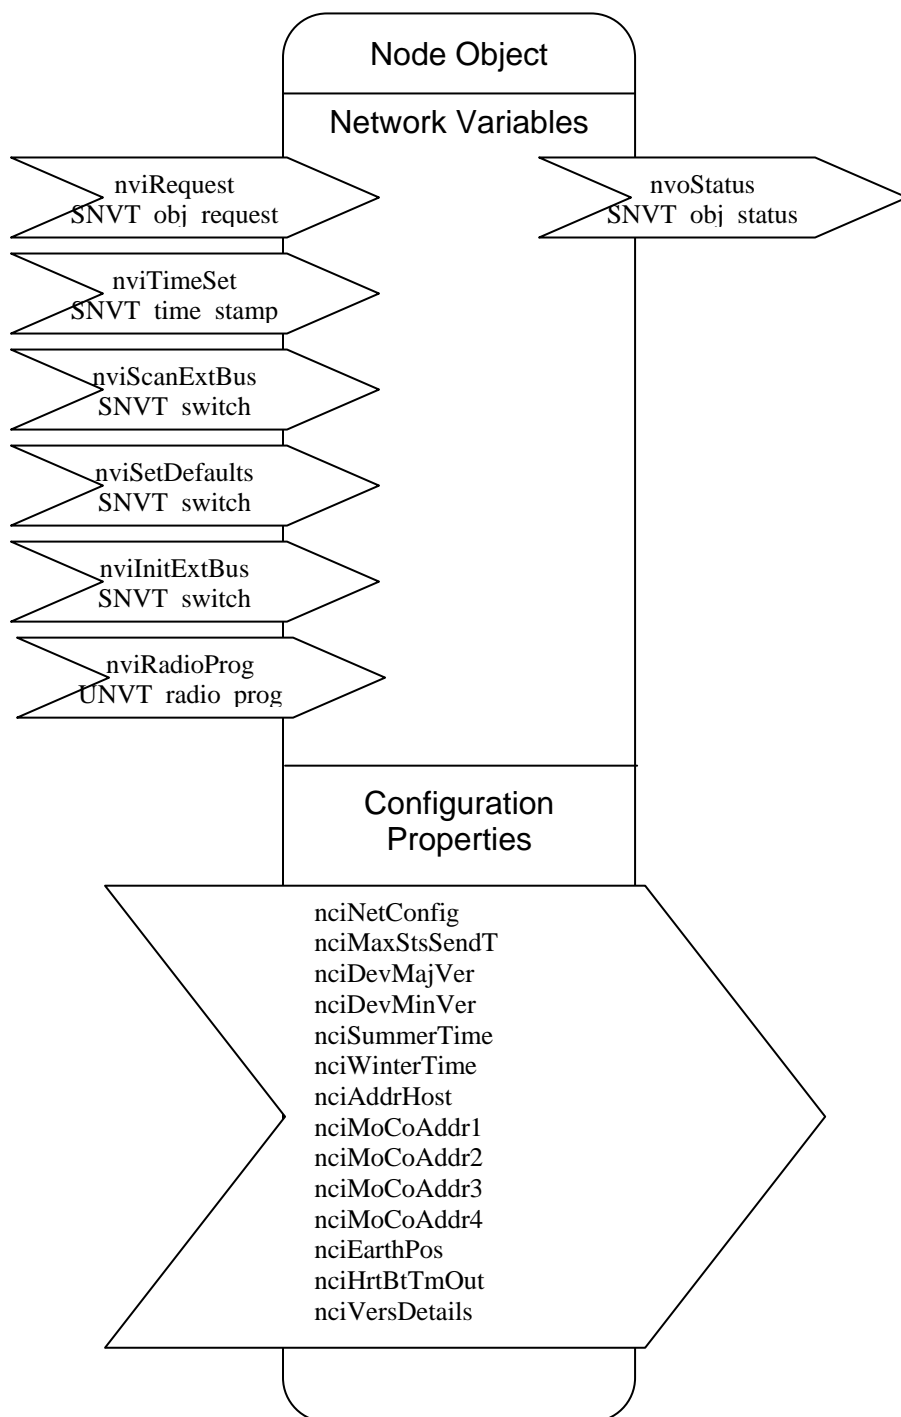 Node Object
Network Variables
nviRequest
SNVT obj request
nvoStatus
SNVT obj status
nviTimeSet
SNVT time stamp
nviScanExtBus
SNVT switch
nviSetDefaults
SNVT switch
nviInitExtBus
SNVT switch
nviRadioProg
UNVT radio prog
Configuration
Properties
nciNetConfig
nciMaxStsSendT
nciDevMajVer
nciDevMinVer
nciSummerTime
nciWinterTime
nciAddrHost
nciMoCoAddr1
nciMoCoAddr2
nciMoCoAddr3
nciMoCoAddr4
nciEarthPos
nciHrtBtTmOut
nciVersDetails